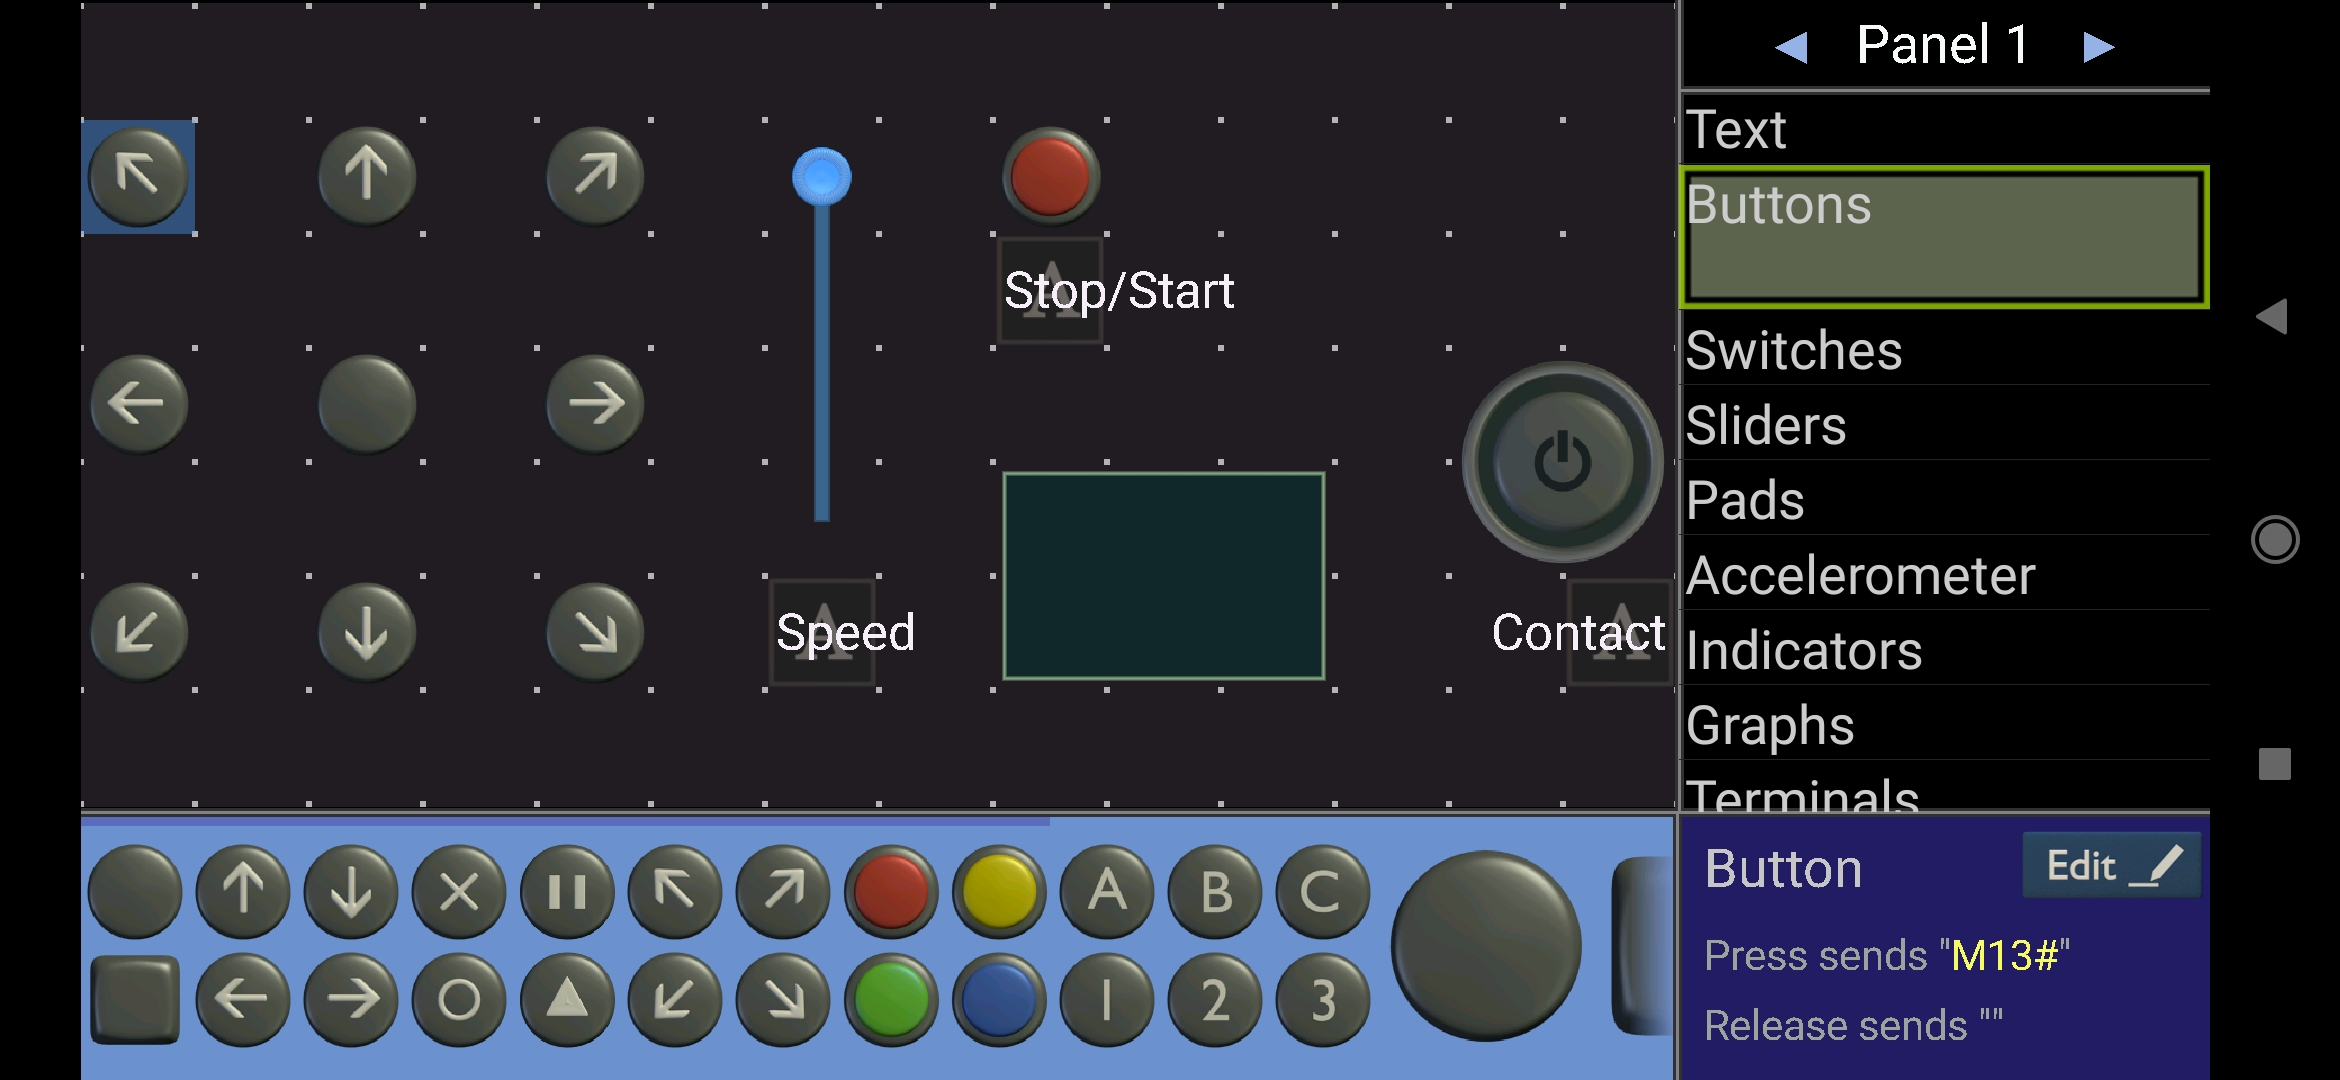 Panel 1
Text
Buttons
Stop/Start
Switches
Sliders
Pads
Accelerometer
A
Speed
A
Contact
A
Indicators
Graphs
Terminals
A B C
1 2 3
Button
Edit
Press sends "M13#"
Release sends ""